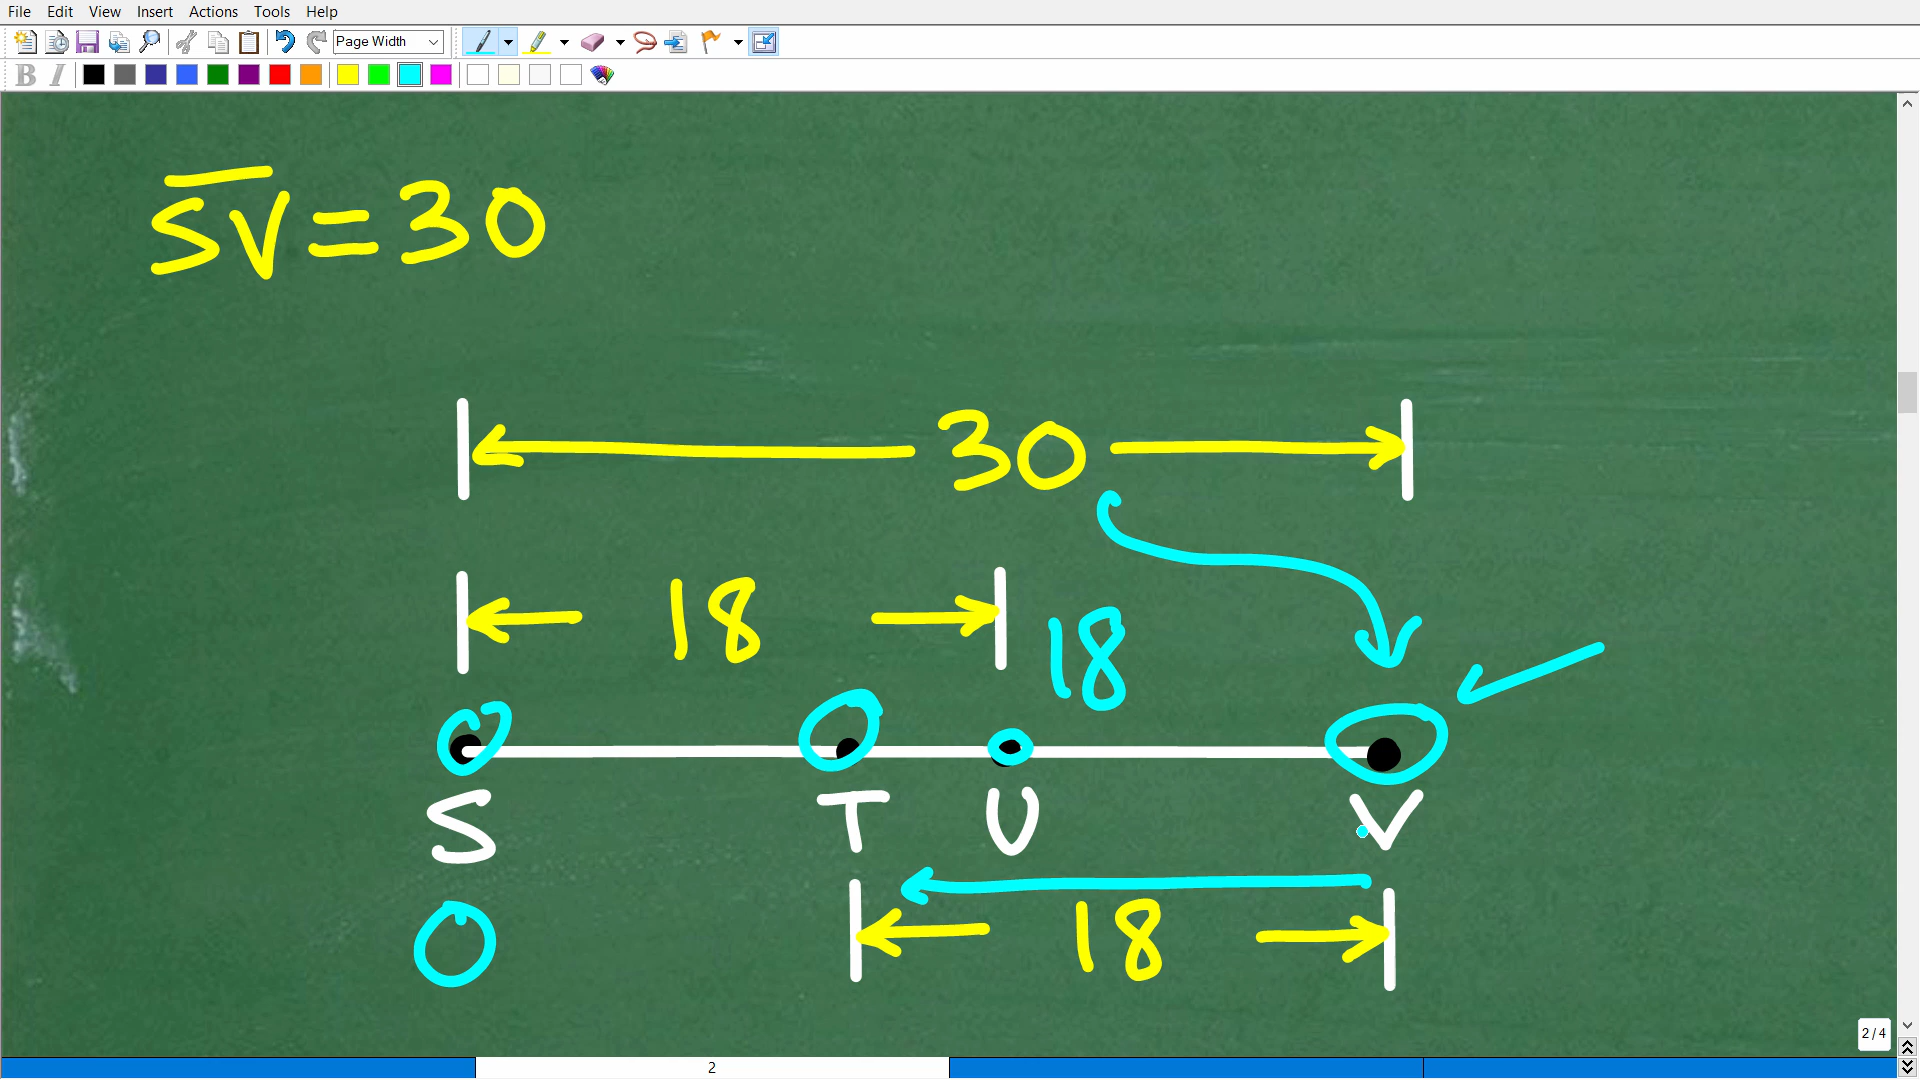 File Edit View Insert Actions Tools Help
Page Width
B I
SV=30
30
18
18
S T U V
0
18
2 / 4
2